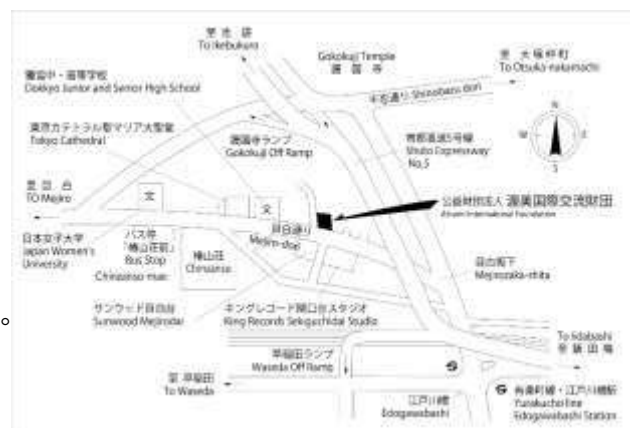 至 池 袋
To Ikebukuro
Gokokuji Temple
護 国 寺
至 大 塚 仲 町
To Otsuka-nakamachi
獨協中・高等学校
Dokkyo Junior and Senior High School
不忍通り Shinobazu dori
N
W E
S
東京カテドラル聖マリア大聖堂
Tokyo Cathedral
護国寺ランプ
Gokokuji Off Ramp
首都高速5号線
Shuto Expressway
No,5
至 目 白
TO Mejiro
文
文
公益財団法人 渥美国際交流財団
Atsumi International Foundation
目白通り
Mejiro-dori
日本女子大学
Japan Women's
University
バス停
「椿山荘前」
Bus Stop
Chinzanso mae
椿山荘
Chinzanso
目白坂下
Mejirozaka-shita
サンウッド目白台
Sunwood Mejirodai
キングレコード関口台スタジオ
King Records Sekiguchidai Studio
To Iidabashi
至 飯 田 橋
早稲田ランプ
Waseda Off Ramp
至 早稲田
To Waseda
江戸川橋
Edogawabashi
有楽町線・江戸川橋駅
Yurakucho line
Edogawabashi Station
。